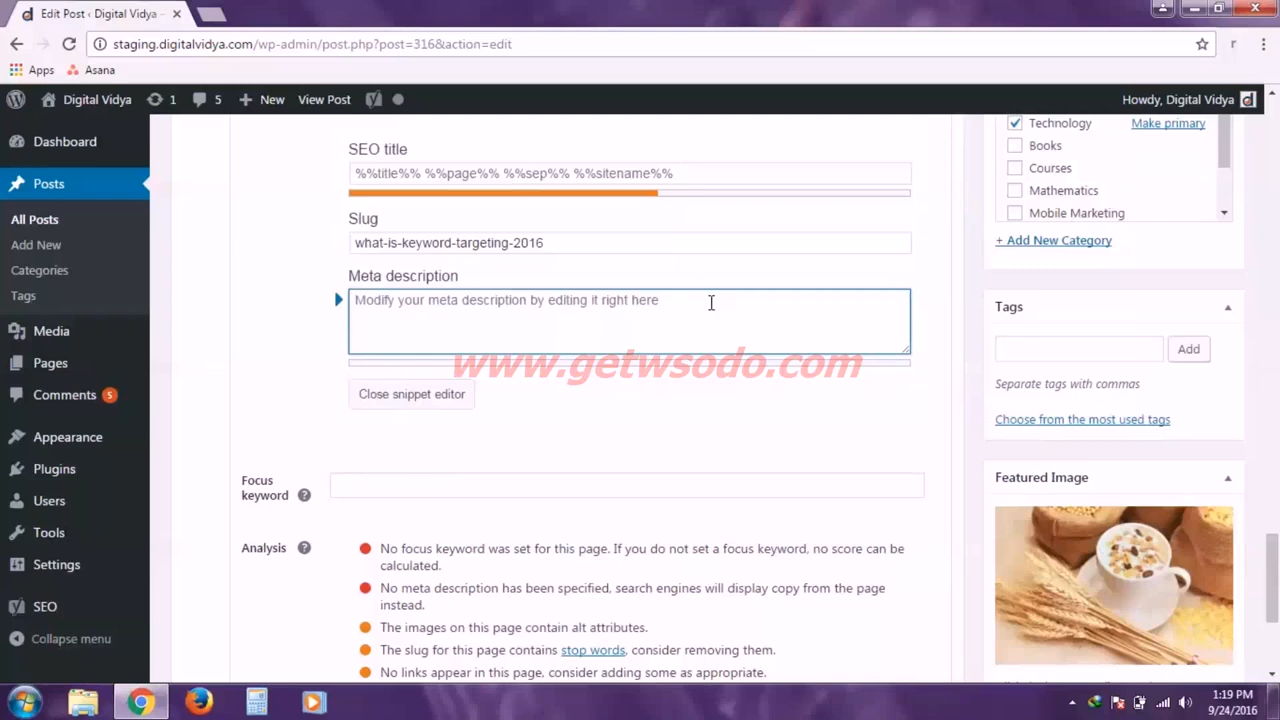 Edit Post ‹ Digital Vidya —
staging.digitalvidya.com/wp-admin/post.php?post=316&action=edit
Apps
Asana
Digital Vidya
1
5
New
View Post
Howdy, Digital Vidya
Dashboard
Posts
All Posts
Add New
Categories
Tags
Media
Pages
Comments 5
Appearance
Plugins
Users
Tools
Settings
SEO
Collapse menu
SEO title
%%title%% %%page%% %%sep%% %%sitename%%
Slug
what-is-keyword-targeting-2016
Meta description
Modify your meta description by editing it right here
www.getwsodo.com
Close snippet editor
Focus
keyword
Analysis
No focus keyword was set for this page. If you do not set a focus keyword, no score can be
calculated.
No meta description has been specified, search engines will display copy from the page
instead.
The images on this page contain alt attributes.
The slug for this page contains stop words, consider removing them.
No links appear in this page, consider adding some as appropriate.
Technology Make primary
Books
Courses
Mathematics
Mobile Marketing
+ Add New Category
Tags
Add
Separate tags with commas
Choose from the most used tags
Featured Image
1:19 PM
9/24/2016